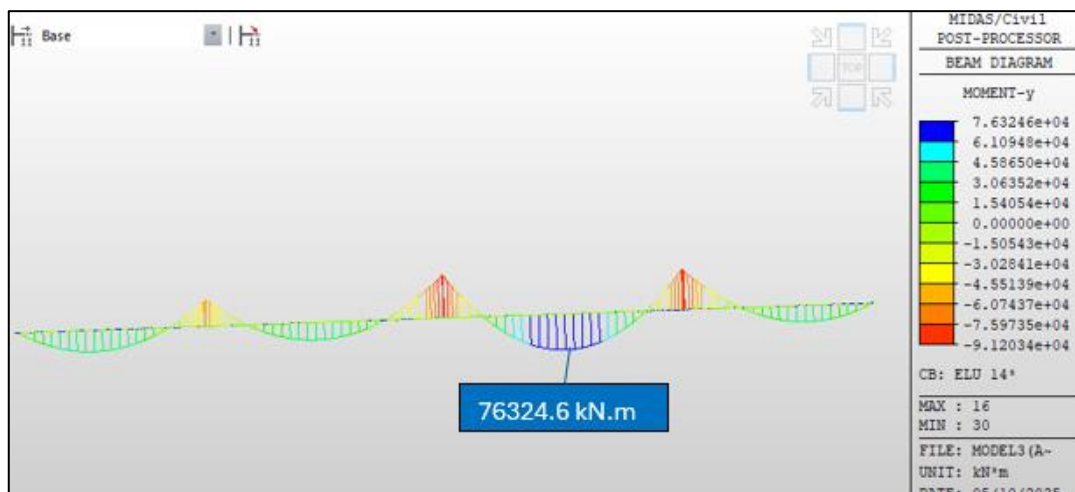 Base
TOP
76324.6 kN.m
MIDAS/Civil
POST-PROCESSOR
BEAM DIAGRAM
MOMENT-y
7.63246e+04
6.10948e+04
4.58650e+04
3.06352e+04
1.54054e+04
0.00000e+00
-1.50543e+04
-3.02841e+04
-4.55139e+04
-6.07437e+04
-7.59735e+04
-9.12034e+04
CB: ELU 14*
MAX : 16
MIN : 30
FILE: MODEL3(A~
UNIT: kN*m